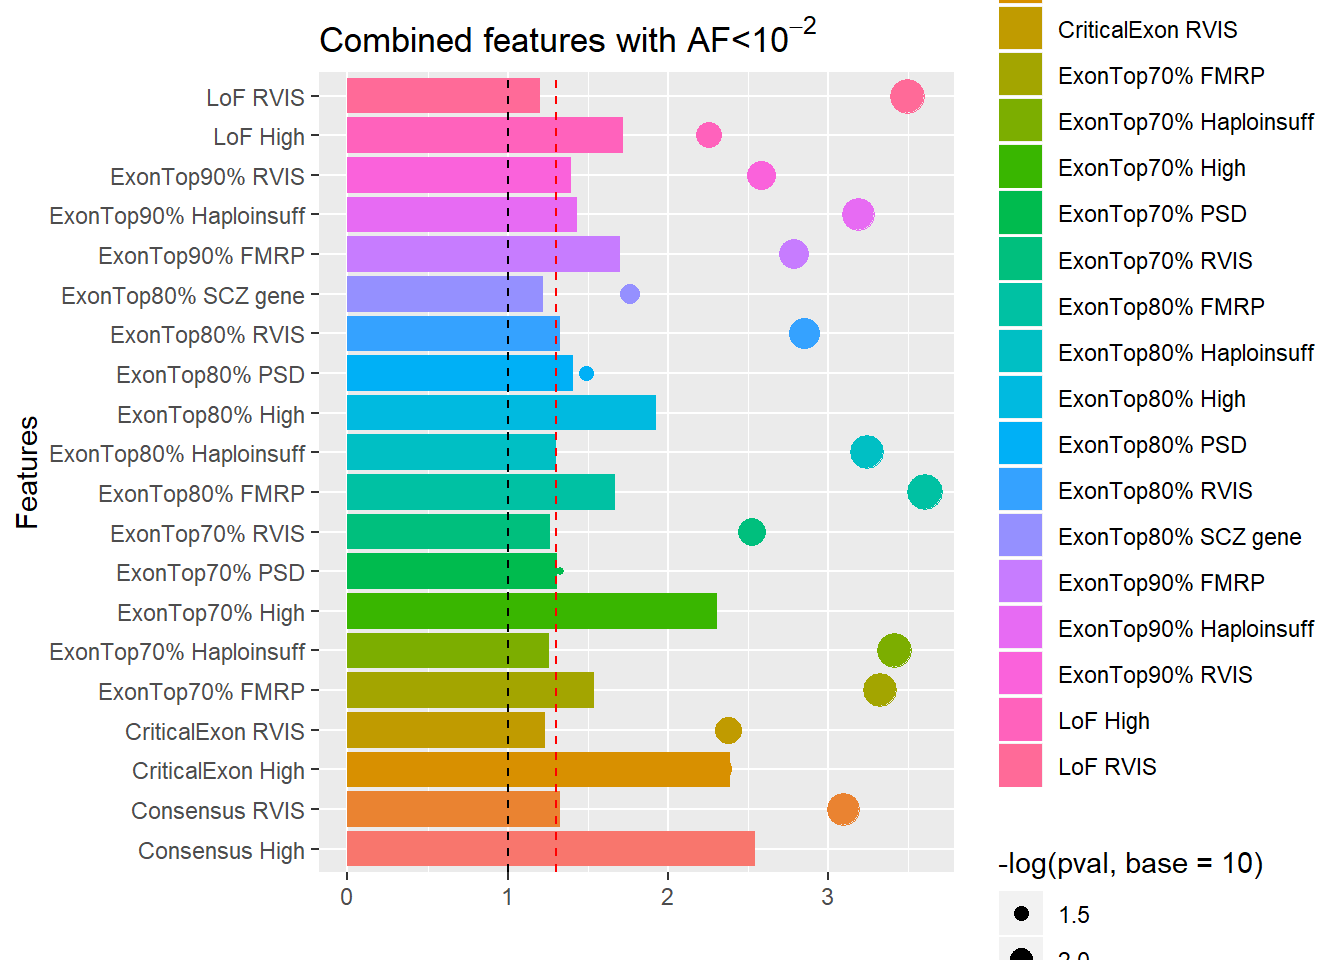 Combined features with AF<10⁻²
Features
LoF RVIS
LoF High
ExonTop90% RVIS
ExonTop90% Haploinsuff
ExonTop90% FMRP
ExonTop80% SCZ gene
ExonTop80% RVIS
ExonTop80% PSD
ExonTop80% High
ExonTop80% Haploinsuff
ExonTop80% FMRP
ExonTop70% RVIS
ExonTop70% PSD
ExonTop70% High
ExonTop70% Haploinsuff
ExonTop70% FMRP
CriticalExon RVIS
CriticalExon High
Consensus RVIS
Consensus High
0 1 2 3
CriticalExon RVIS
ExonTop70% FMRP
ExonTop70% Haploinsuff
ExonTop70% High
ExonTop70% PSD
ExonTop70% RVIS
ExonTop80% FMRP
ExonTop80% Haploinsuff
ExonTop80% High
ExonTop80% PSD
ExonTop80% RVIS
ExonTop80% SCZ gene
ExonTop90% FMRP
ExonTop90% Haploinsuff
ExonTop90% RVIS
LoF High
LoF RVIS
-log(pval, base = 10)
1.5
2.0